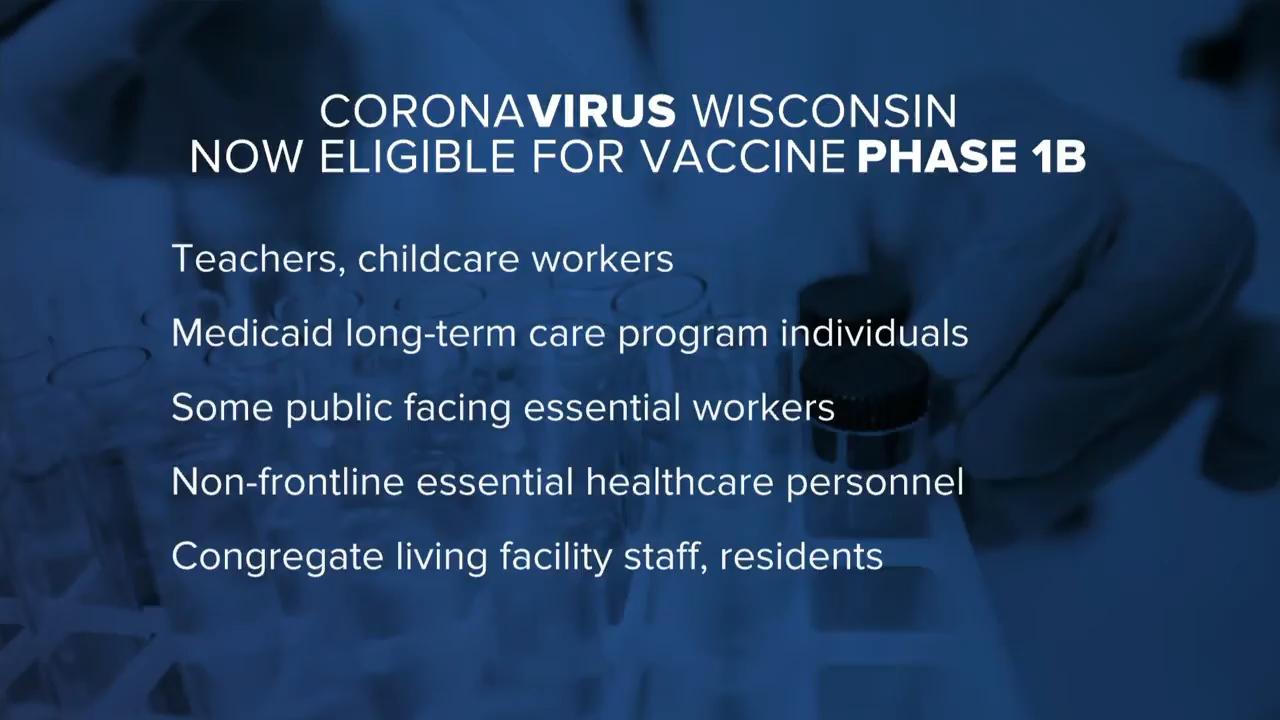 CORONAVIRUS WISCONSIN
NOW ELIGIBLE FOR VACCINE PHASE 1B
Teachers, childcare workers
Medicaid long-term care program individuals
Some public facing essential workers
Non-frontline essential healthcare personnel
Congregate living facility staff, residents